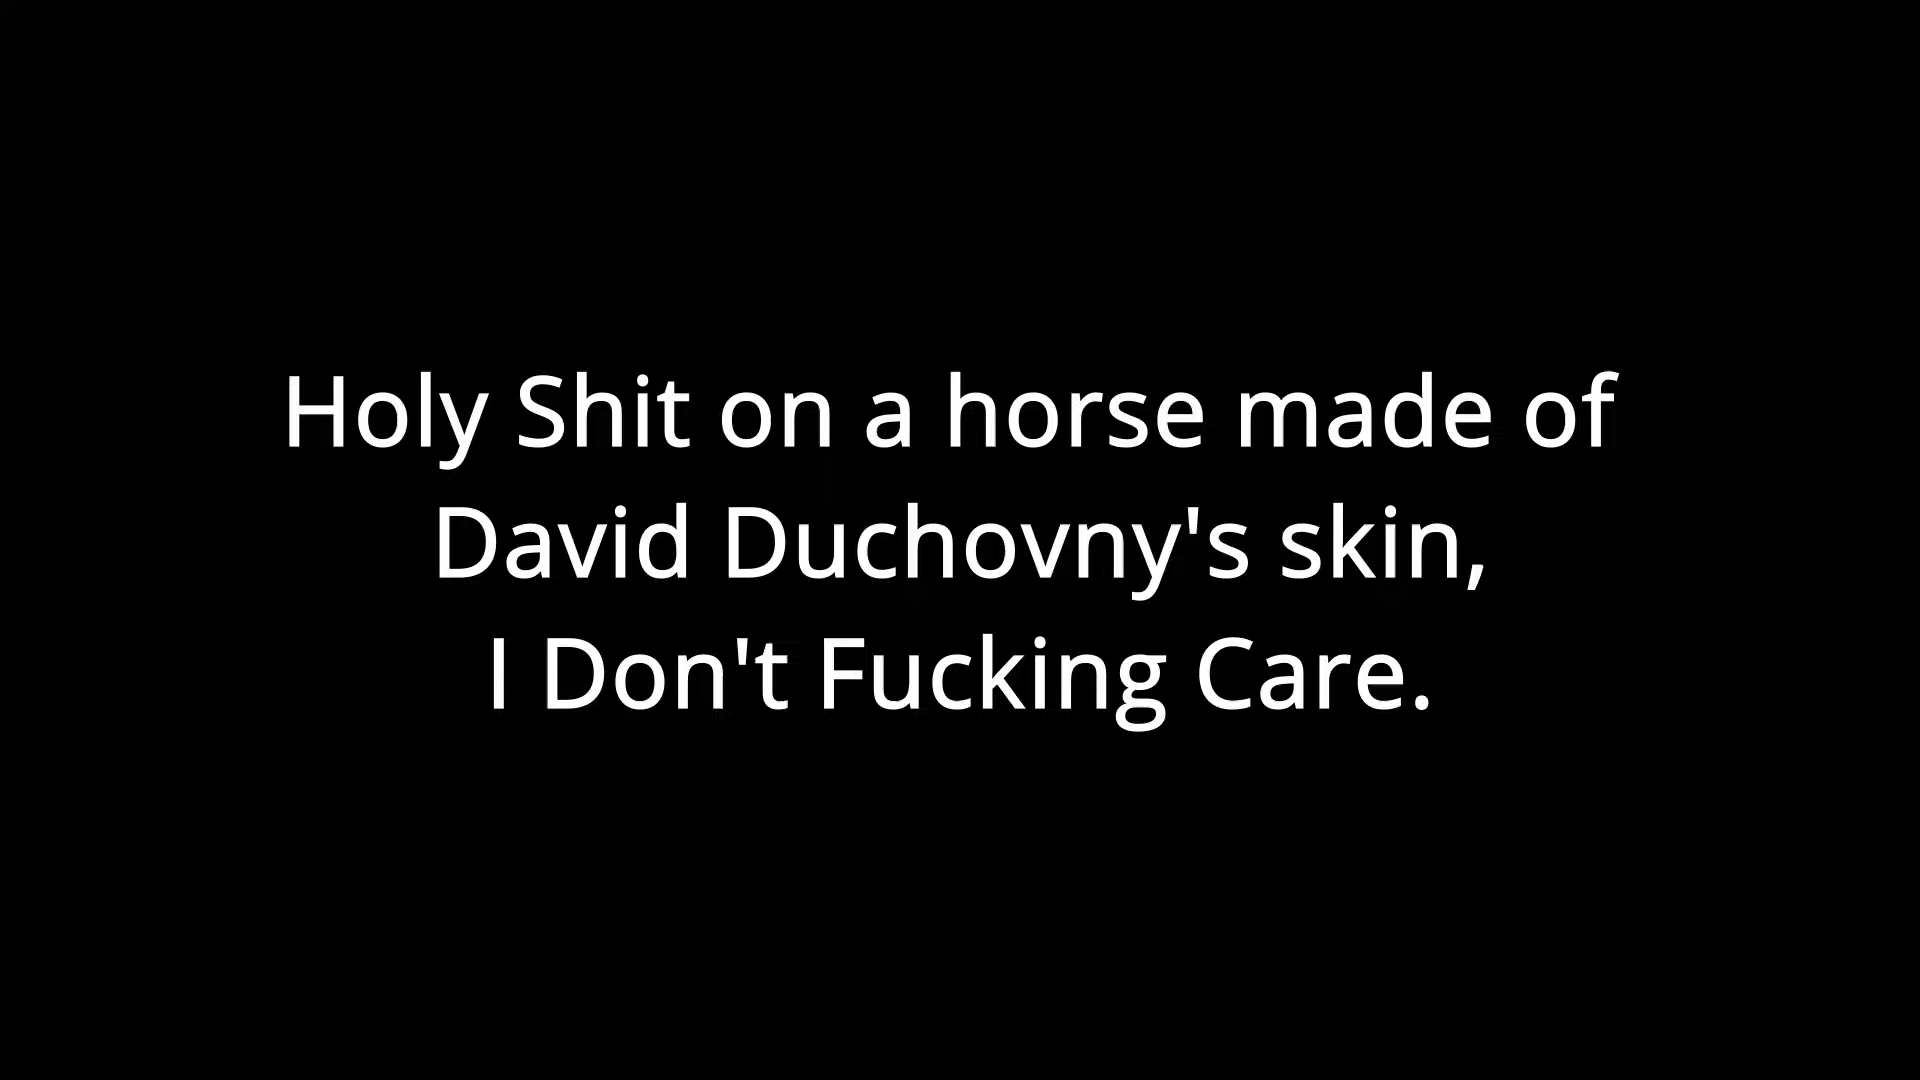 Holy Shit on a horse made of
David Duchovny's skin,
I Don't Fucking Care.